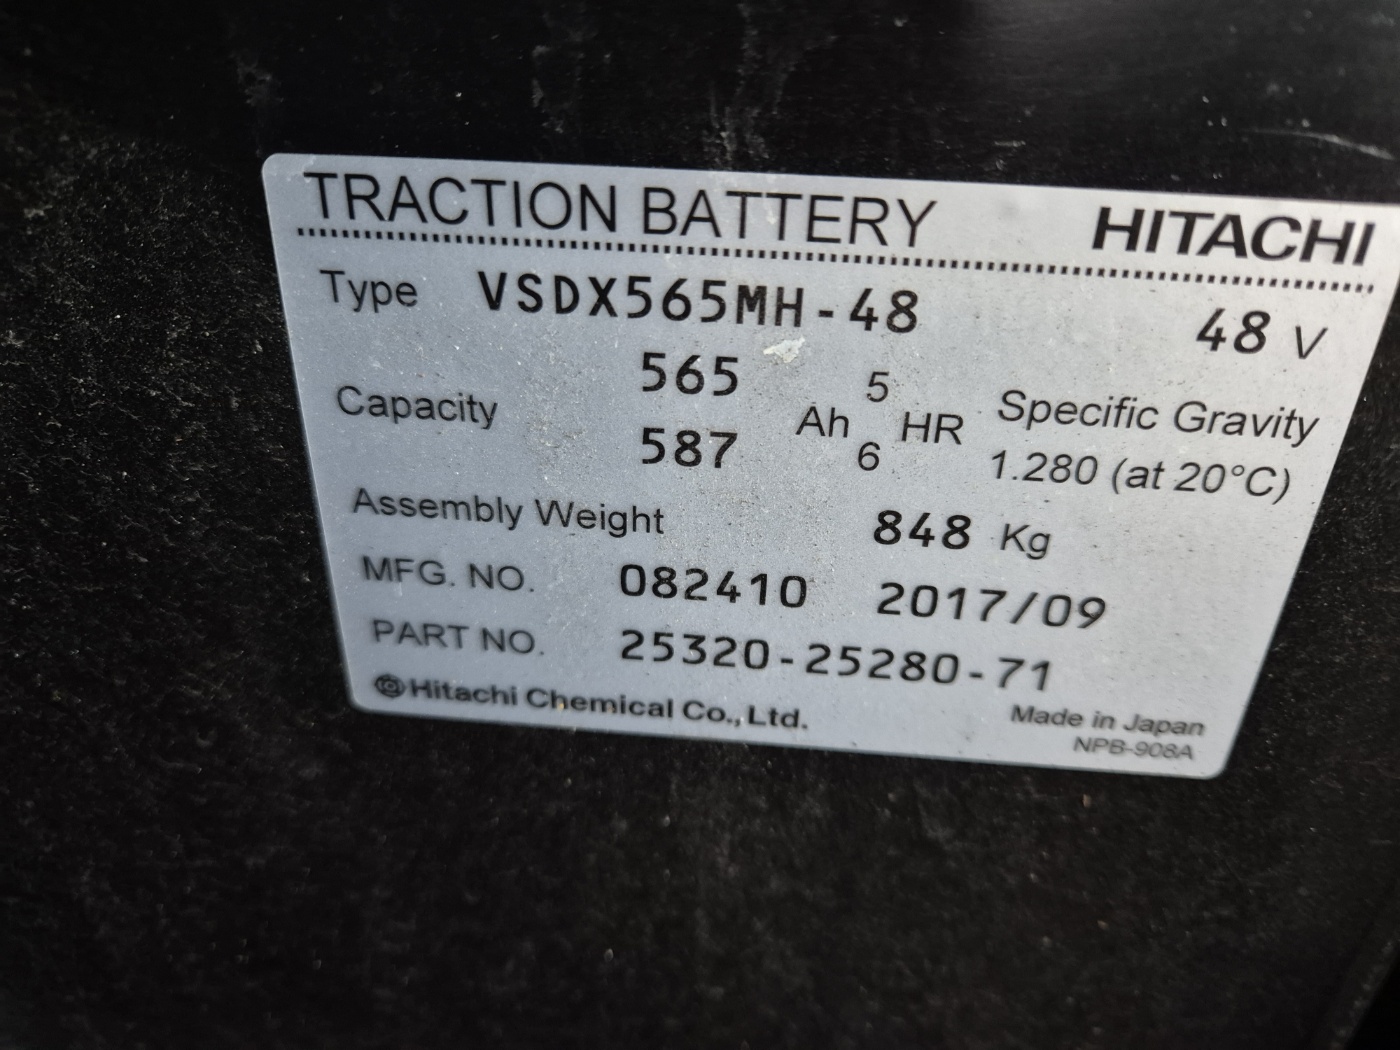 TRACTION BATTERY HITACHI
Type VSDX565MH-48 48 V
Capacity 565 Ah 5 HR Specific Gravity
587 6 1.280 (at 20°C)
Assembly Weight 848 Kg
MFG. NO. 082410 2017/09
PART NO. 25320-25280-71
Hitachi Chemical Co., Ltd. Made in Japan
NPB-908A